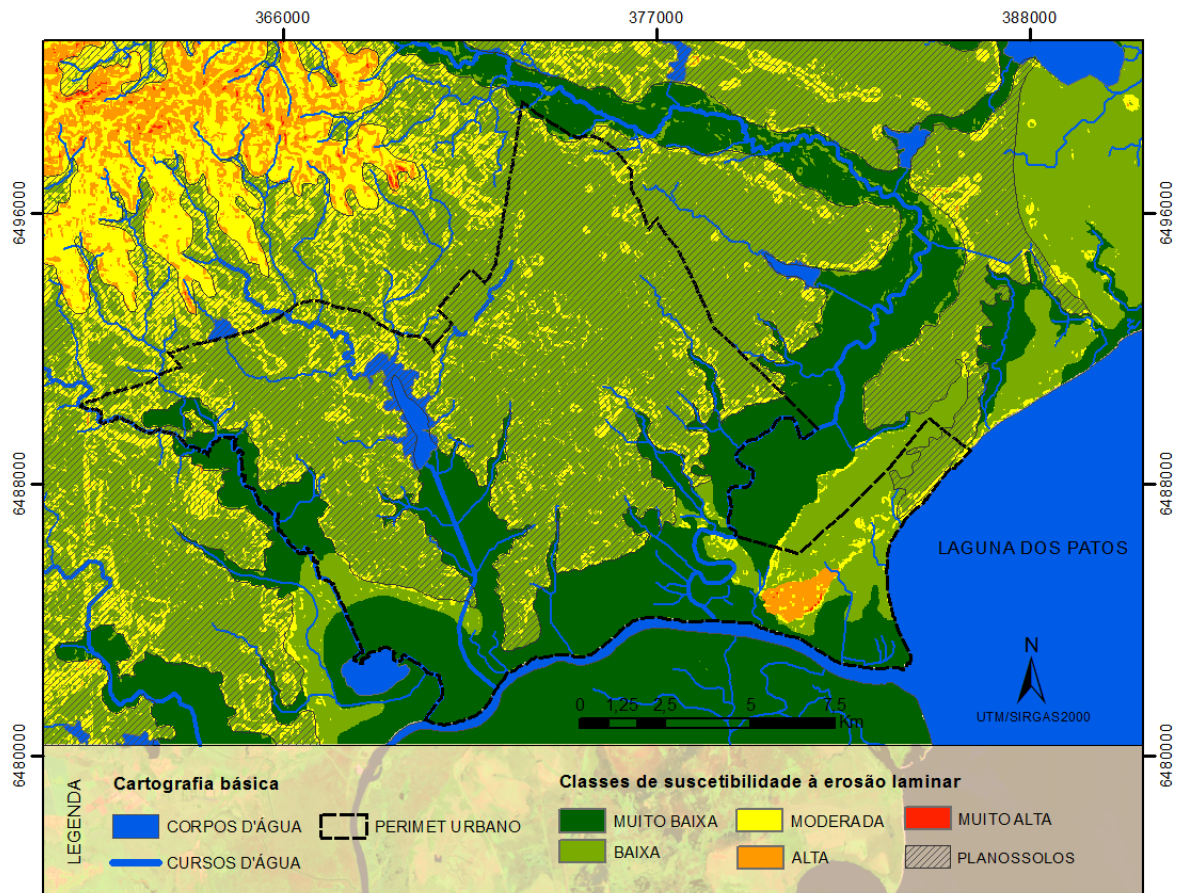 366000 377000 388000
6496000 6496000
6488000 6488000
LAGUNA DOS PATOS
N
UTM/SIRGAS2000
0 1,25 2,5 5 7,5
Km
6480000 6480000
LEGENDA
Cartografia básica
CORPOS D'ÁGUA
PERIMET URBANO
CURSOS D'ÁGUA
Classes de suscetibilidade à erosão laminar
MUITO BAIXA
MODERADA
MUITO ALTA
BAIXA
ALTA
PLANOSSOLOS